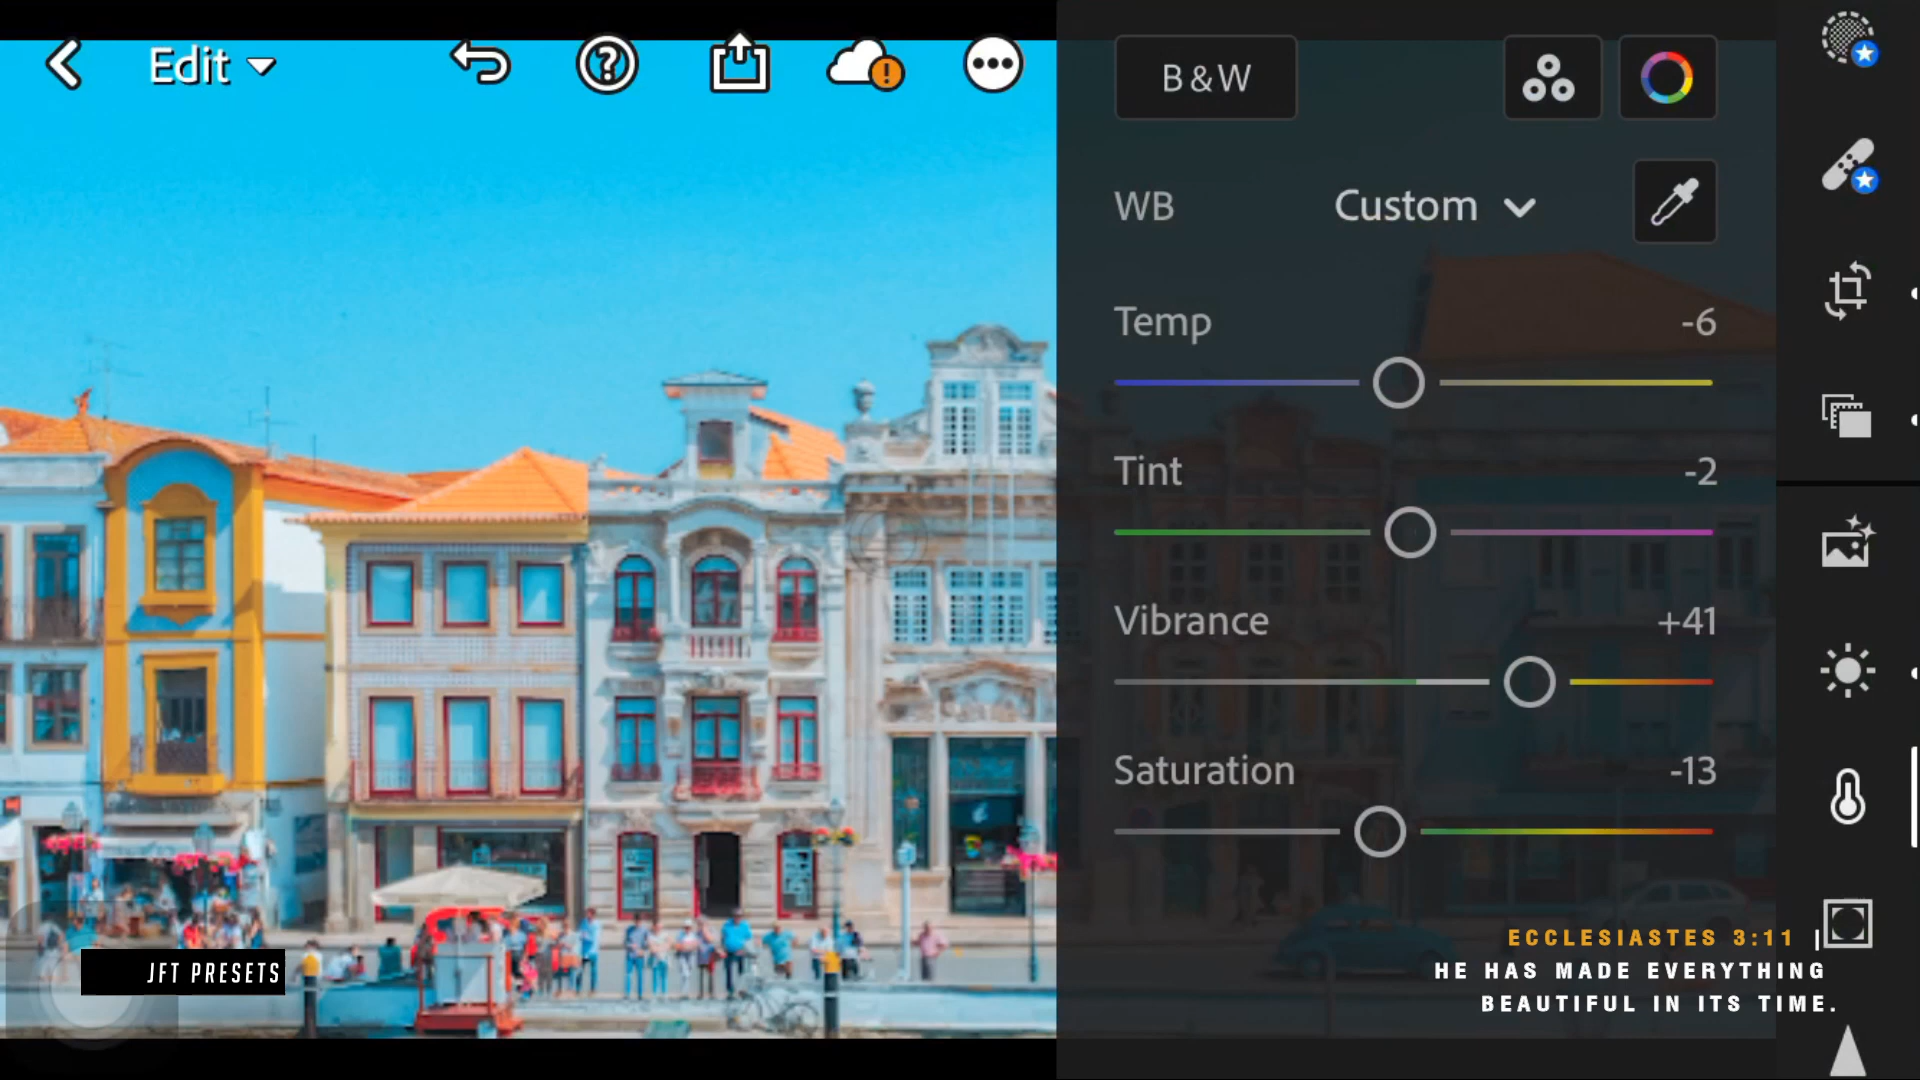 Edit
B&W
WB
Custom
Temp
-6
Tint
-2
Vibrance
+41
Saturation
-13
JFT PRESETS
ECCLESIASTES 3:11 |
HE HAS MADE EVERYTHING
BEAUTIFUL IN ITS TIME.